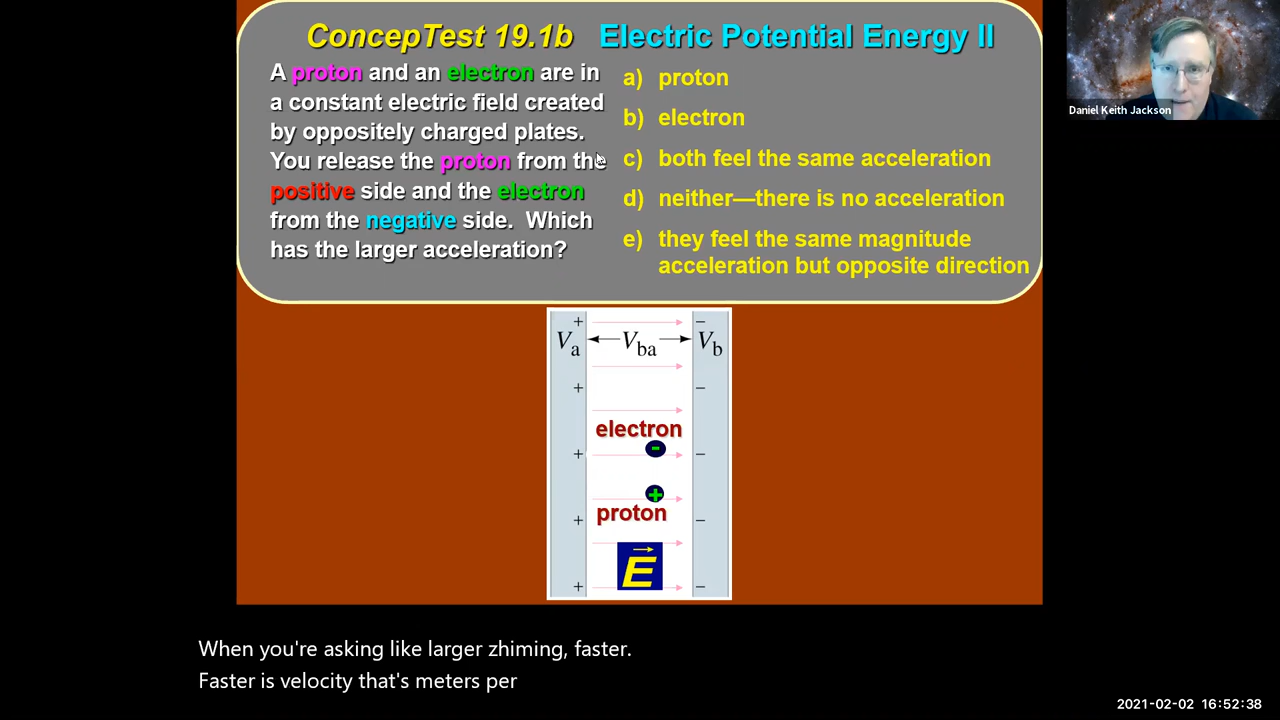 ConcepTest 19.1b Electric Potential Energy II
A proton and an electron are in
a constant electric field created
by oppositely charged plates.
You release the proton from the
positive side and the electron
from the negative side. Which
has the larger acceleration?
a) proton
b) electron
c) both feel the same acceleration
d) neither—there is no acceleration
e) they feel the same magnitude
acceleration but opposite direction
Daniel Keith Jackson
+ −
Va Vba Vb
+ −
electron
+ −
-
+
proton
+ −
E
+ −
When you're asking like larger zhiming, faster.
Faster is velocity that's meters per
2021-02-02 16:52:38